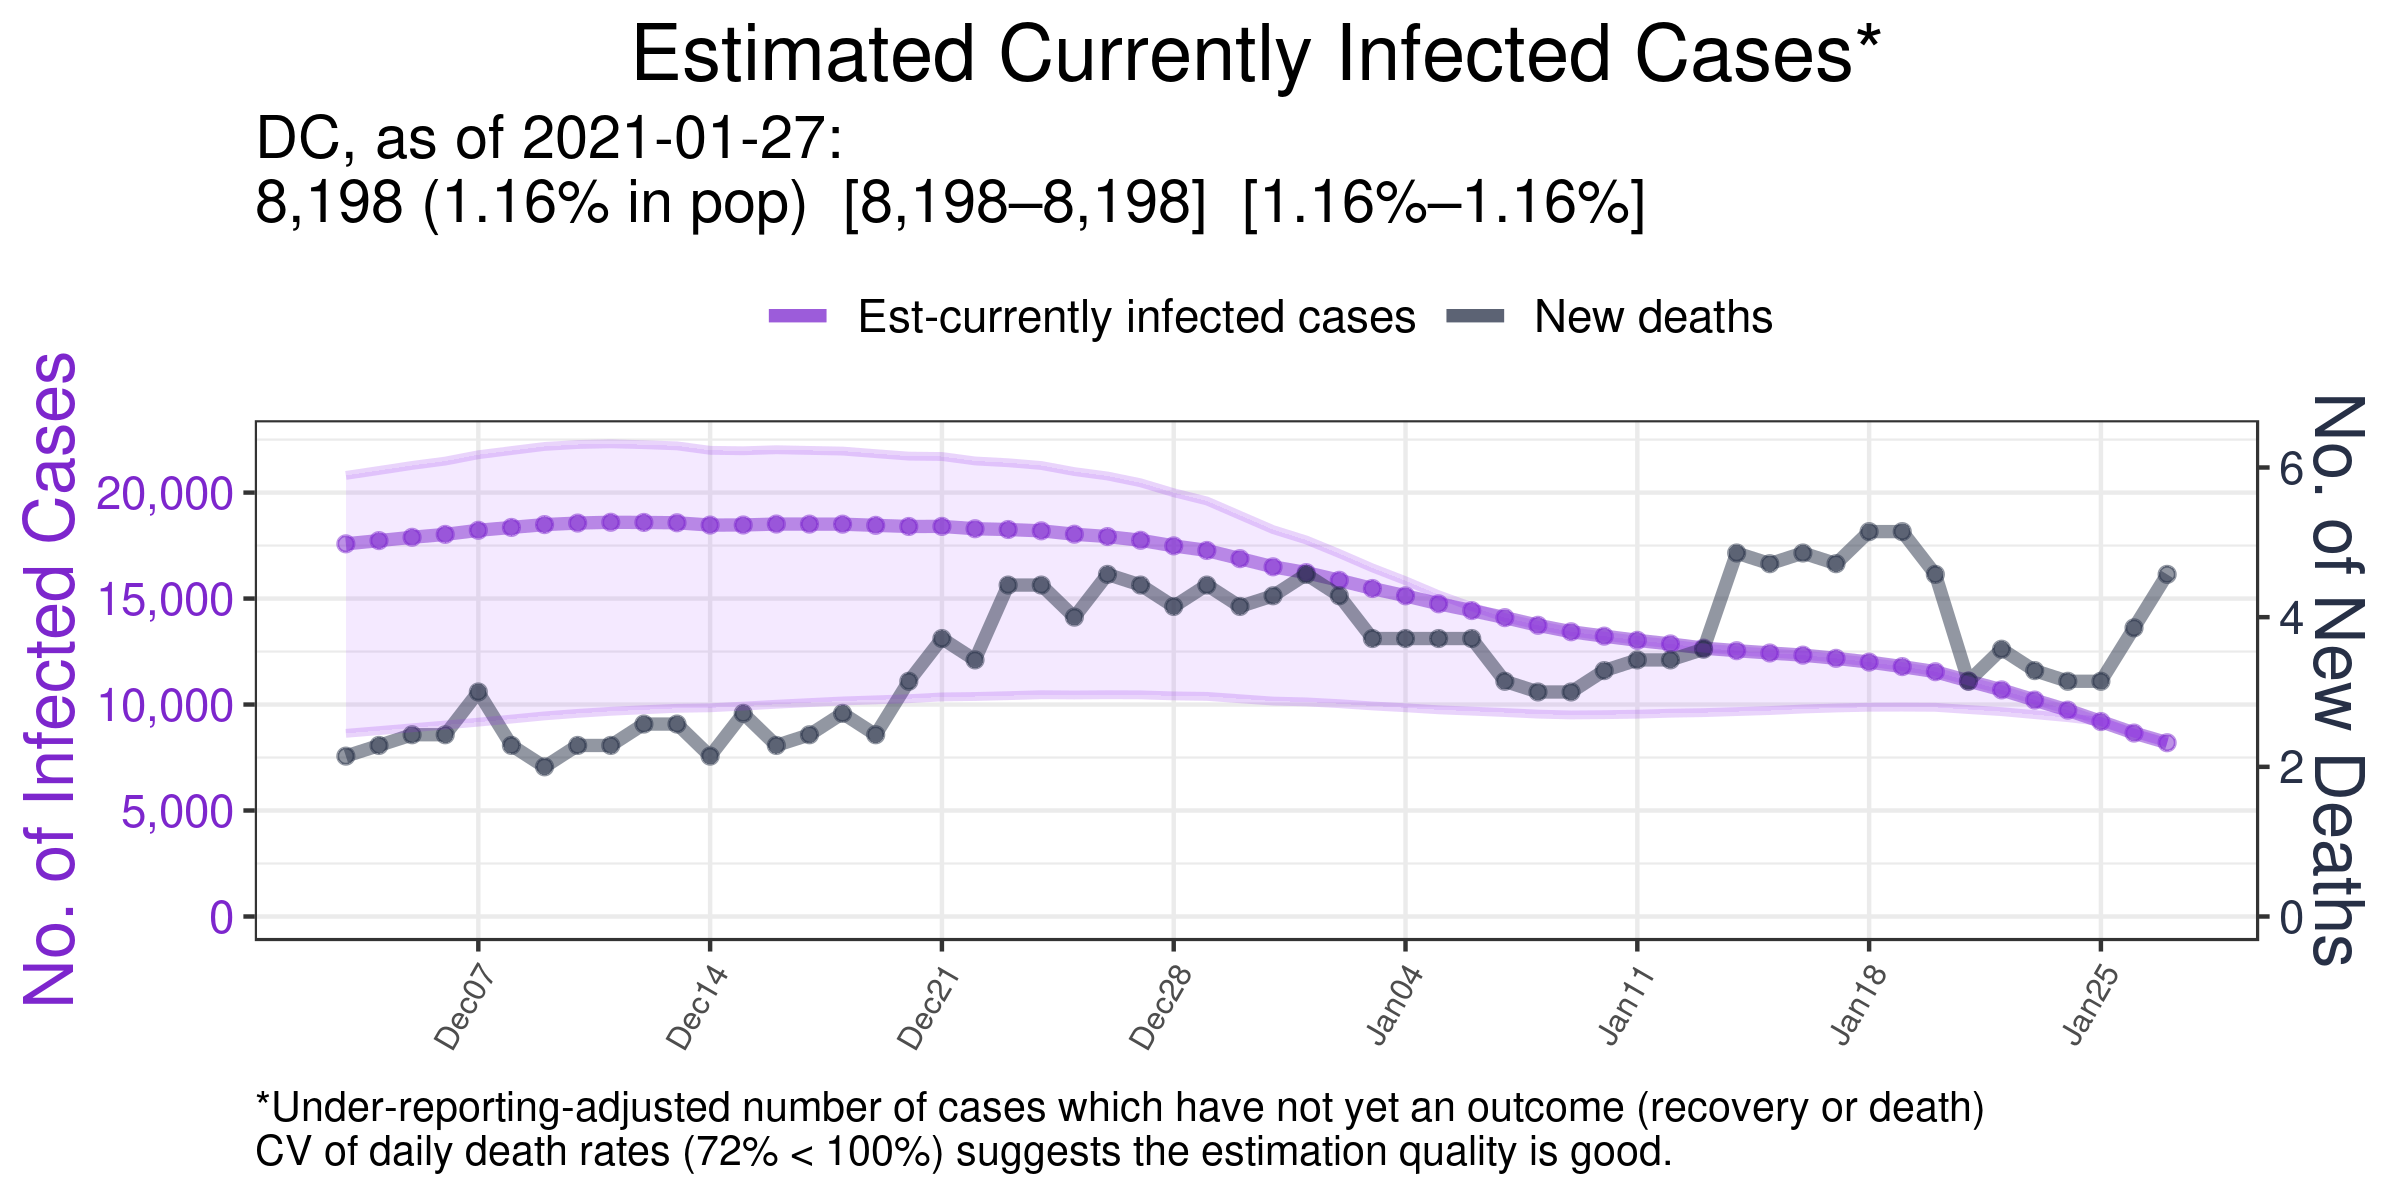 Estimated Currently Infected Cases*
DC, as of 2021-01-27:
8,198 (1.16% in pop)  [8,198–8,198]  [1.16%–1.16%]
Est-currently infected cases
New deaths
No. of Infected Cases
20,000
15,000
10,000
5,000
0
6
4
2
0
No. of New Deaths
Dec07
Dec14
Dec21
Dec28
Jan04
Jan11
Jan18
Jan25
*Under-reporting-adjusted number of cases which have not yet an outcome (recovery or death)
CV of daily death rates (72% < 100%) suggests the estimation quality is good.